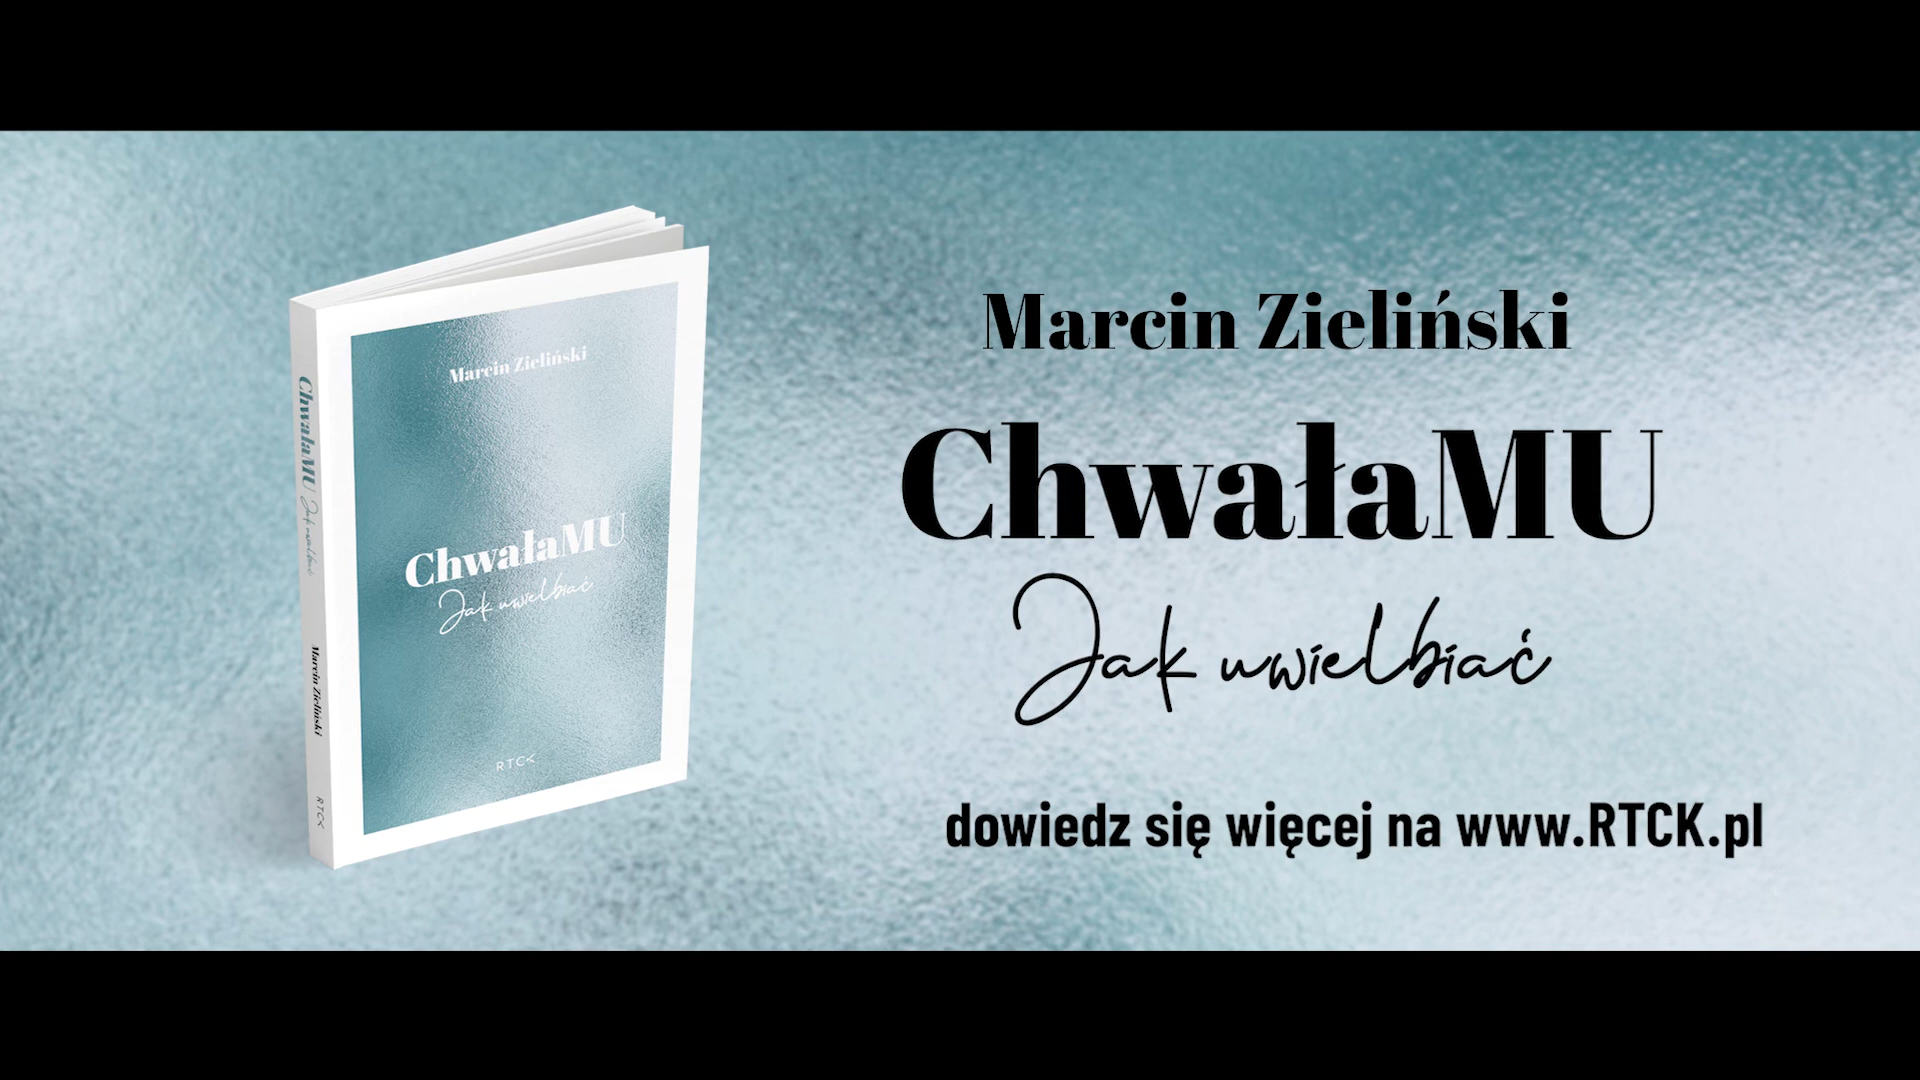 Marcin Zieliński
ChwałaMU
Jak uwielbiać
RTCK
ChwałaMU Jak uwielbiać
Marcin Zieliński
RTCK
Marcin Zieliński
ChwałaMU
Jak uwielbiać
dowiedz się więcej na www.RTCK.pl